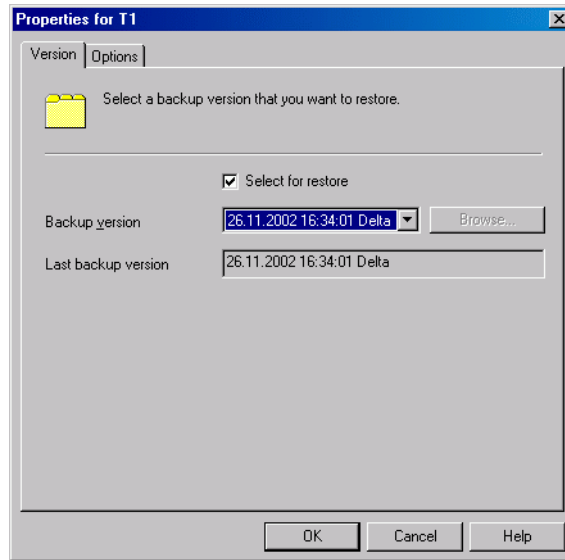 Properties for T1
Version Options
Select a backup version that you want to restore.
Select for restore
Backup version 26.11.2002 16:34:01 Delta Browse...
Last backup version 26.11.2002 16:34:01 Delta
OK Cancel Help